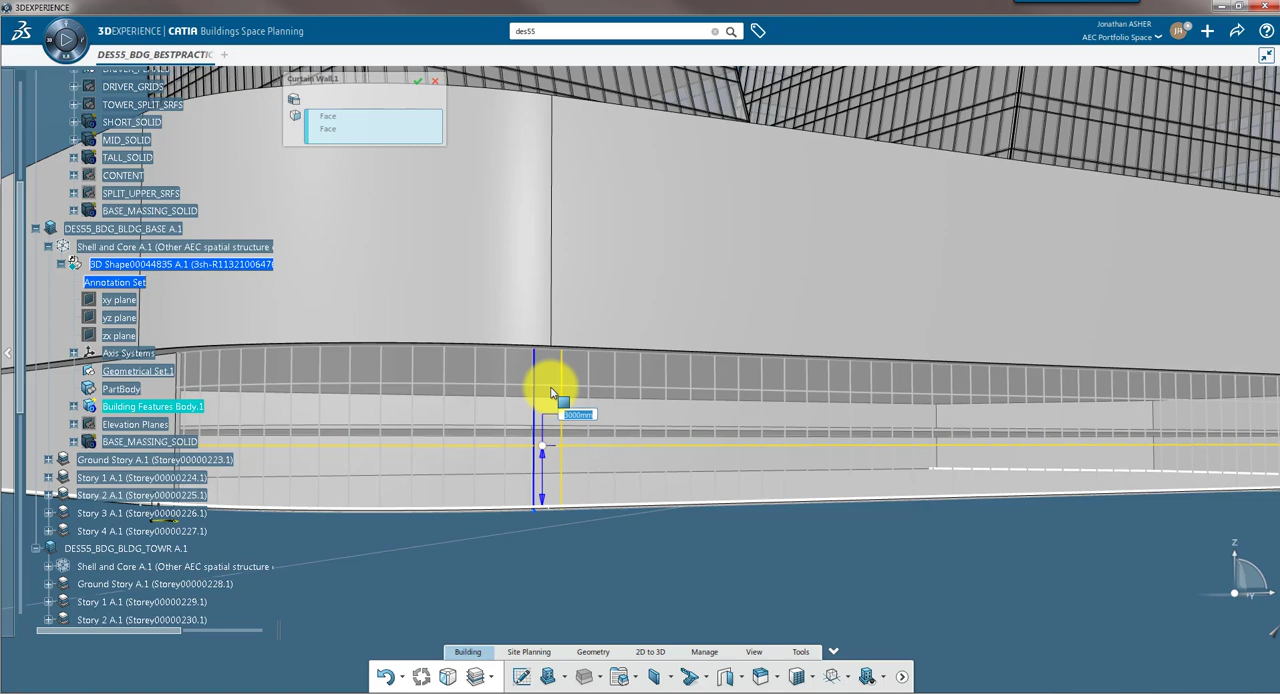 3DEXPERIENCE
3DEXPERIENCE | CATIA Buildings Space Planning
des55
Jonathan ASHER
AEC Portfolio Space
DES55_BDG_BESTPRACTIC
Curtain Wall.1
Face
Face
DRIVER_GRIDS
TOWER_SPLIT_SRFS
SHORT_SOLID
MID_SOLID
TALL_SOLID
CONTENT
SPLIT_UPPER_SRFS
BASE_MASSING_SOLID
DES55_BDG_BLDG_BASE A.1
Shell and Core A.1 (Other AEC spatial structure
3D Shape00044835 A.1 (3sh-R1132100647
Annotation Set
xy plane
yz plane
zx plane
Axis Systems
Geometrical Set.1
PartBody
Building Features Body.1
Elevation Planes
BASE_MASSING_SOLID
Ground Story A.1 (Storey00000223.1)
Story 1 A.1 (Storey00000224.1)
Story 2 A.1 (Storey00000225.1)
Story 3 A.1 (Storey00000226.1)
Story 4 A.1 (Storey00000227.1)
DES55_BDG_BLDG_TOWR A.1
Shell and Core A.1 (Other AEC spatial structure
Ground Story A.1 (Storey00000228.1)
Story 1 A.1 (Storey00000229.1)
Story 2 A.1 (Storey00000230.1)
3000mm
Z
Y
Building
Site Planning
Geometry
2D to 3D
Manage
View
Tools